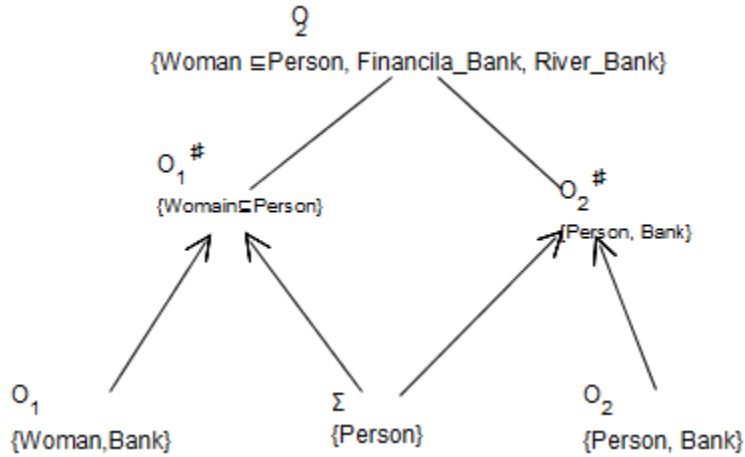 O
2
{Woman ⊑Person, Financila_Bank, River_Bank}
O1 #
{Womain⊑Person}
O2 #
{Person, Bank}
O1
{Woman,Bank}
Σ
{Person}
O2
{Person, Bank}